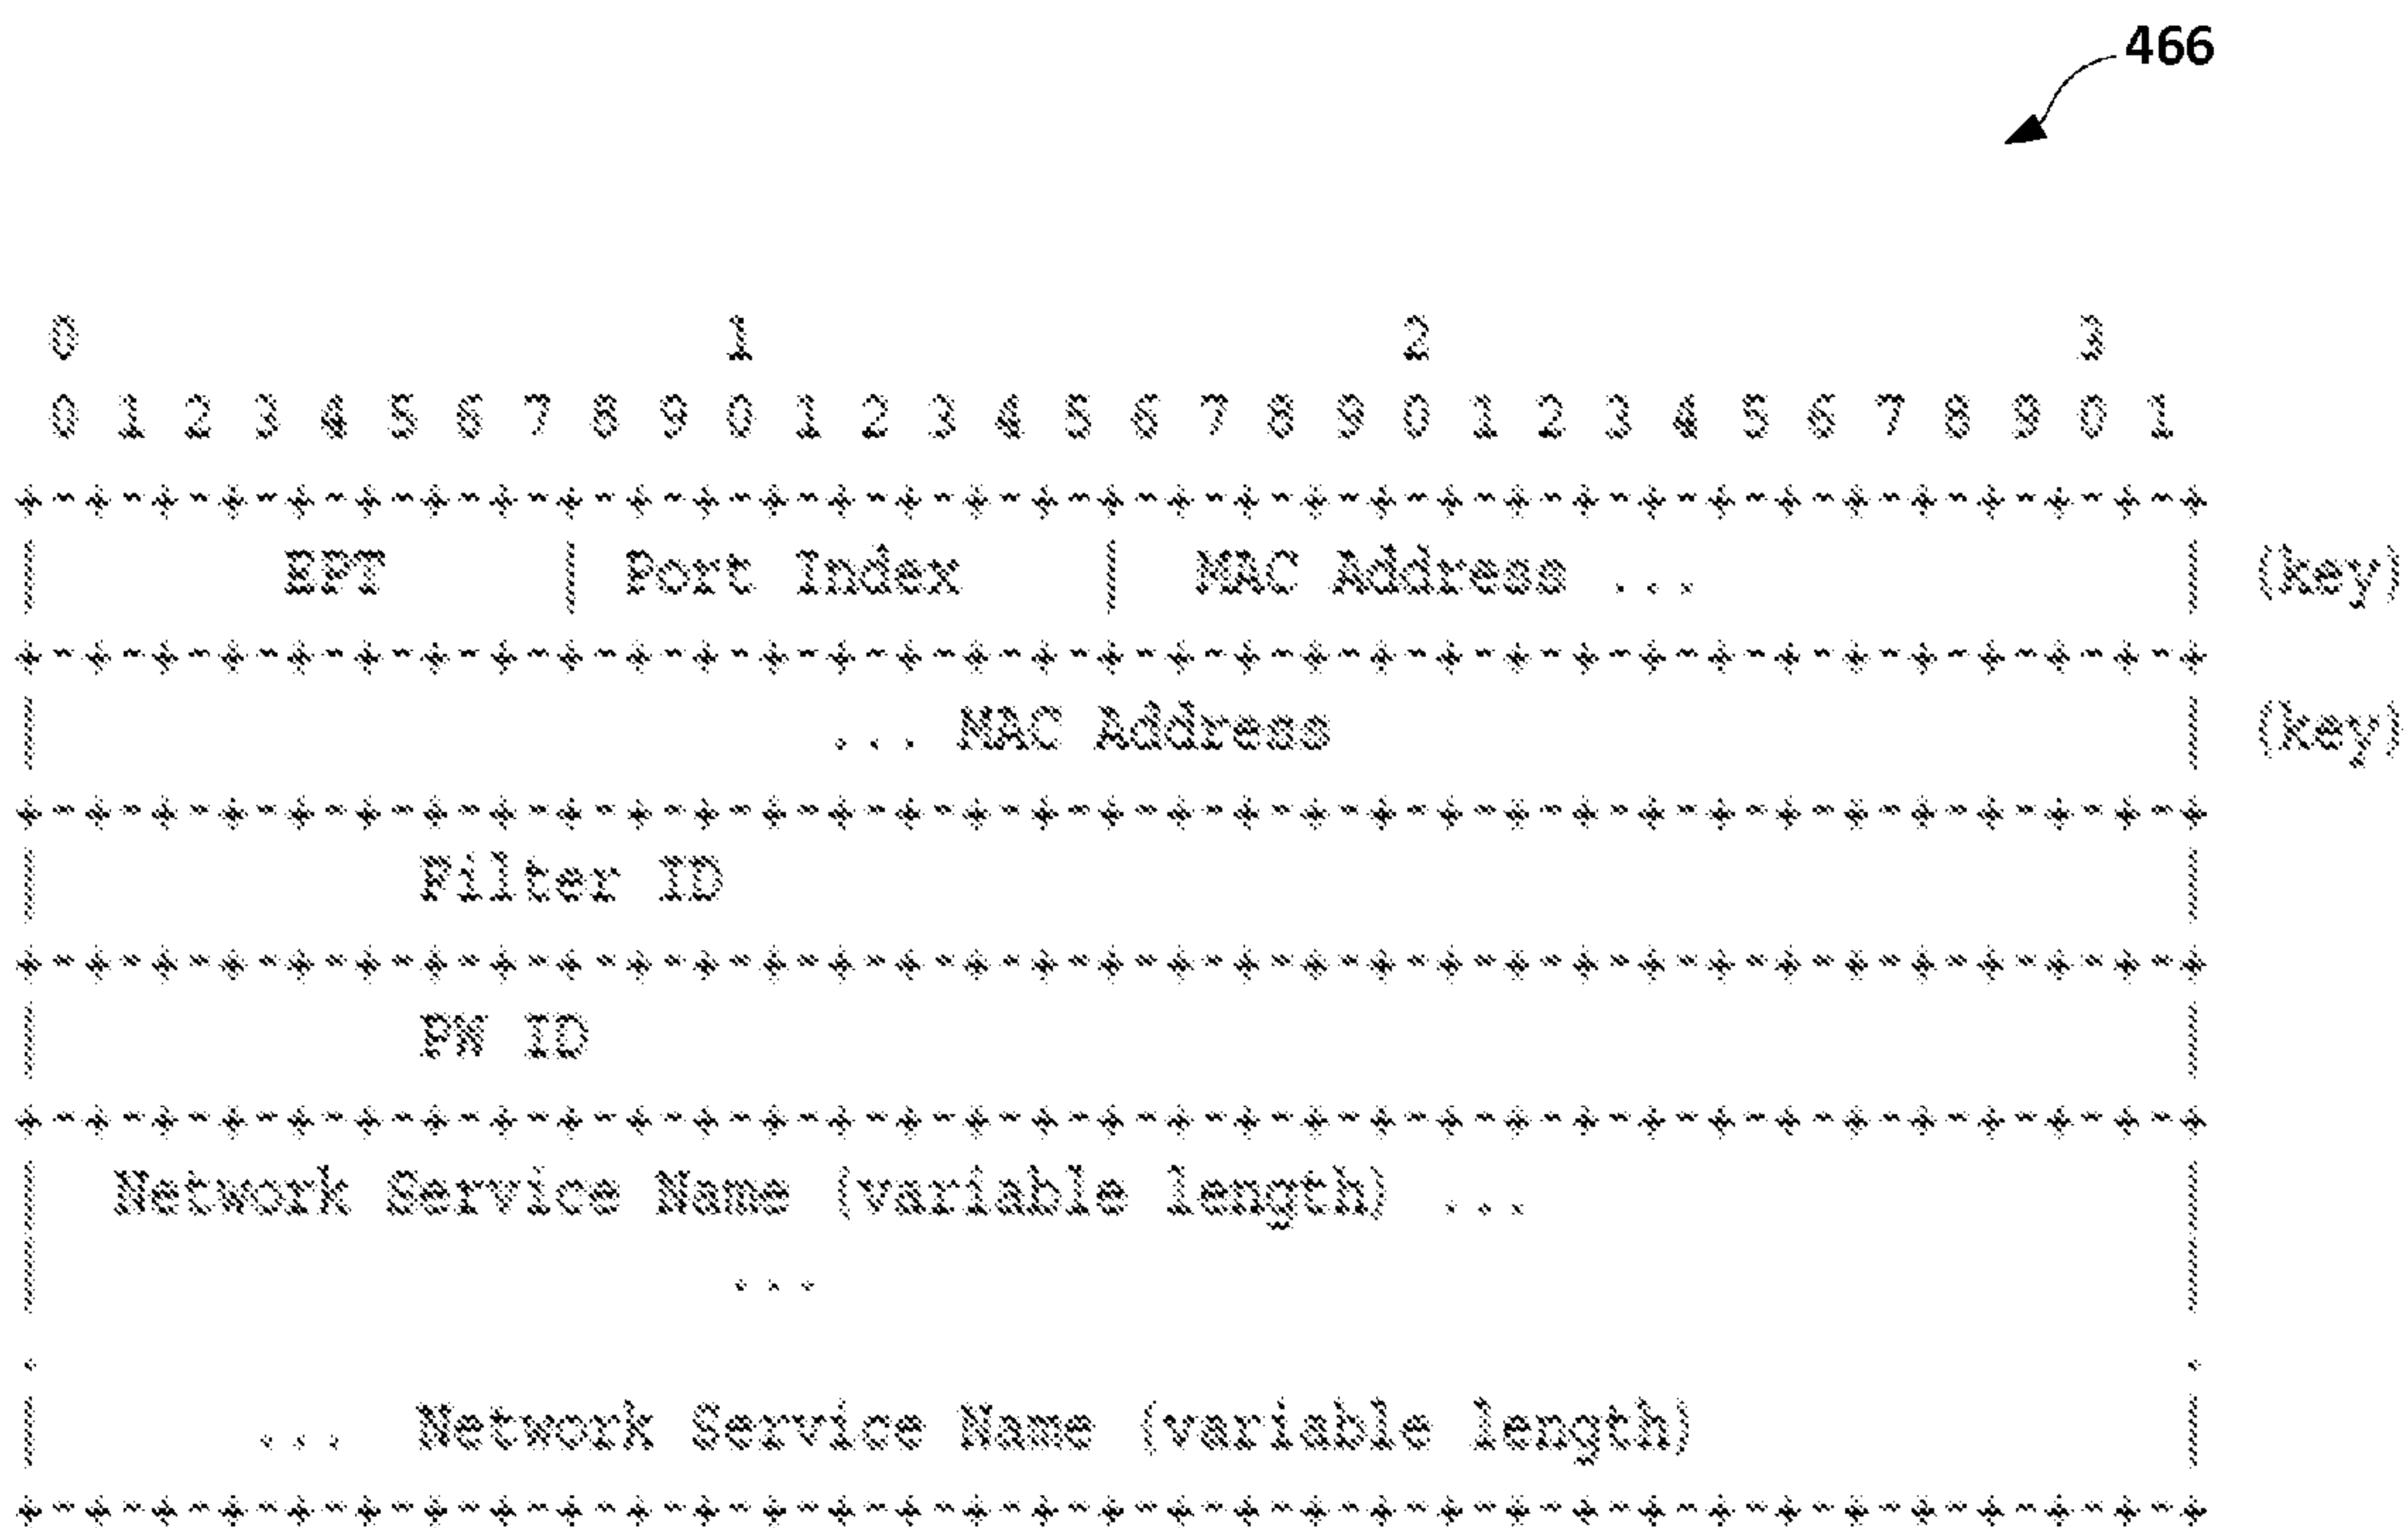 466
0 1 2 3
0 1 2 3 4 5 6 7 8 9 0 1 2 3 4 5 6 7 8 9 0 1 2 3 4 5 6 7 8 9 0 1
+-+-+-+-+-+-+-+-+-+-+-+-+-+-+-+-+-+-+-+-+-+-+-+-+-+-+-+-+-+-+-+-+
| EPT | Port Index | MAC Address ... | (key)
+-+-+-+-+-+-+-+-+-+-+-+-+-+-+-+-+-+-+-+-+-+-+-+-+-+-+-+-+-+-+-+-+
| ... MAC Address | (key)
+-+-+-+-+-+-+-+-+-+-+-+-+-+-+-+-+-+-+-+-+-+-+-+-+-+-+-+-+-+-+-+-+
| Filter ID |
+-+-+-+-+-+-+-+-+-+-+-+-+-+-+-+-+-+-+-+-+-+-+-+-+-+-+-+-+-+-+-+-+
| PW ID |
+-+-+-+-+-+-+-+-+-+-+-+-+-+-+-+-+-+-+-+-+-+-+-+-+-+-+-+-+-+-+-+-+
| Network Service Name (variable length) ... |
| ... |
. .
| ... Network Service Name (variable length) |
+-+-+-+-+-+-+-+-+-+-+-+-+-+-+-+-+-+-+-+-+-+-+-+-+-+-+-+-+-+-+-+-+